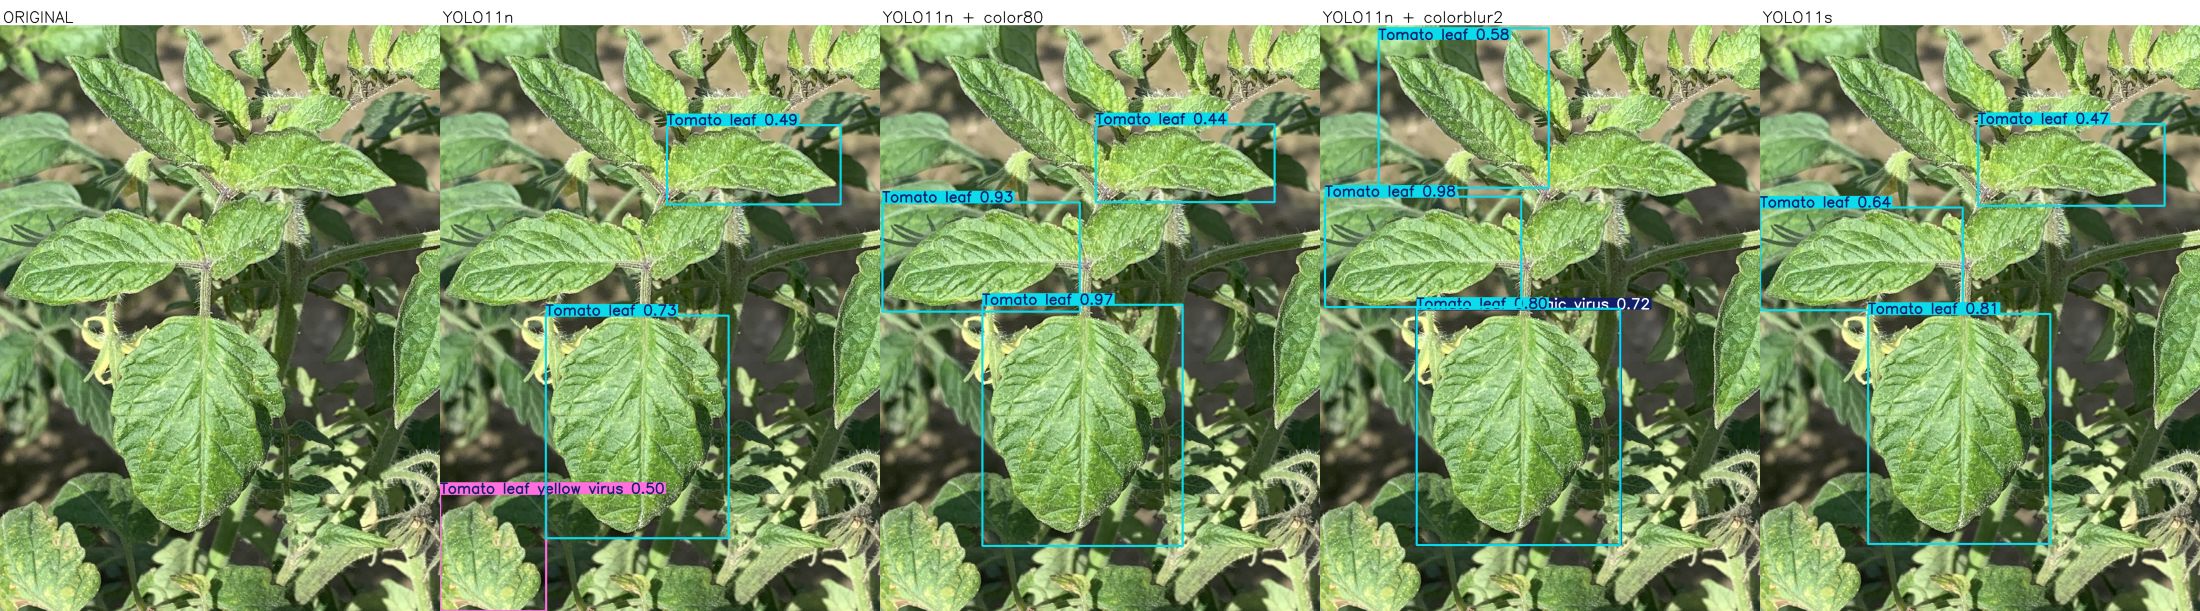 ORIGINAL
YOLO11n
YOLO11n + color80
YOLO11n + colorblur2
YOLO11s
Tomato leaf 0.49
Tomato leaf 0.73
Tomato leaf yellow virus 0.50
Tomato leaf 0.44
Tomato leaf 0.93
Tomato leaf 0.97
Tomato leaf 0.58
Tomato leaf 0.98
Tomato leaf 0.80
virus 0.72
Tomato leaf 0.47
Tomato leaf 0.64
Tomato leaf 0.81